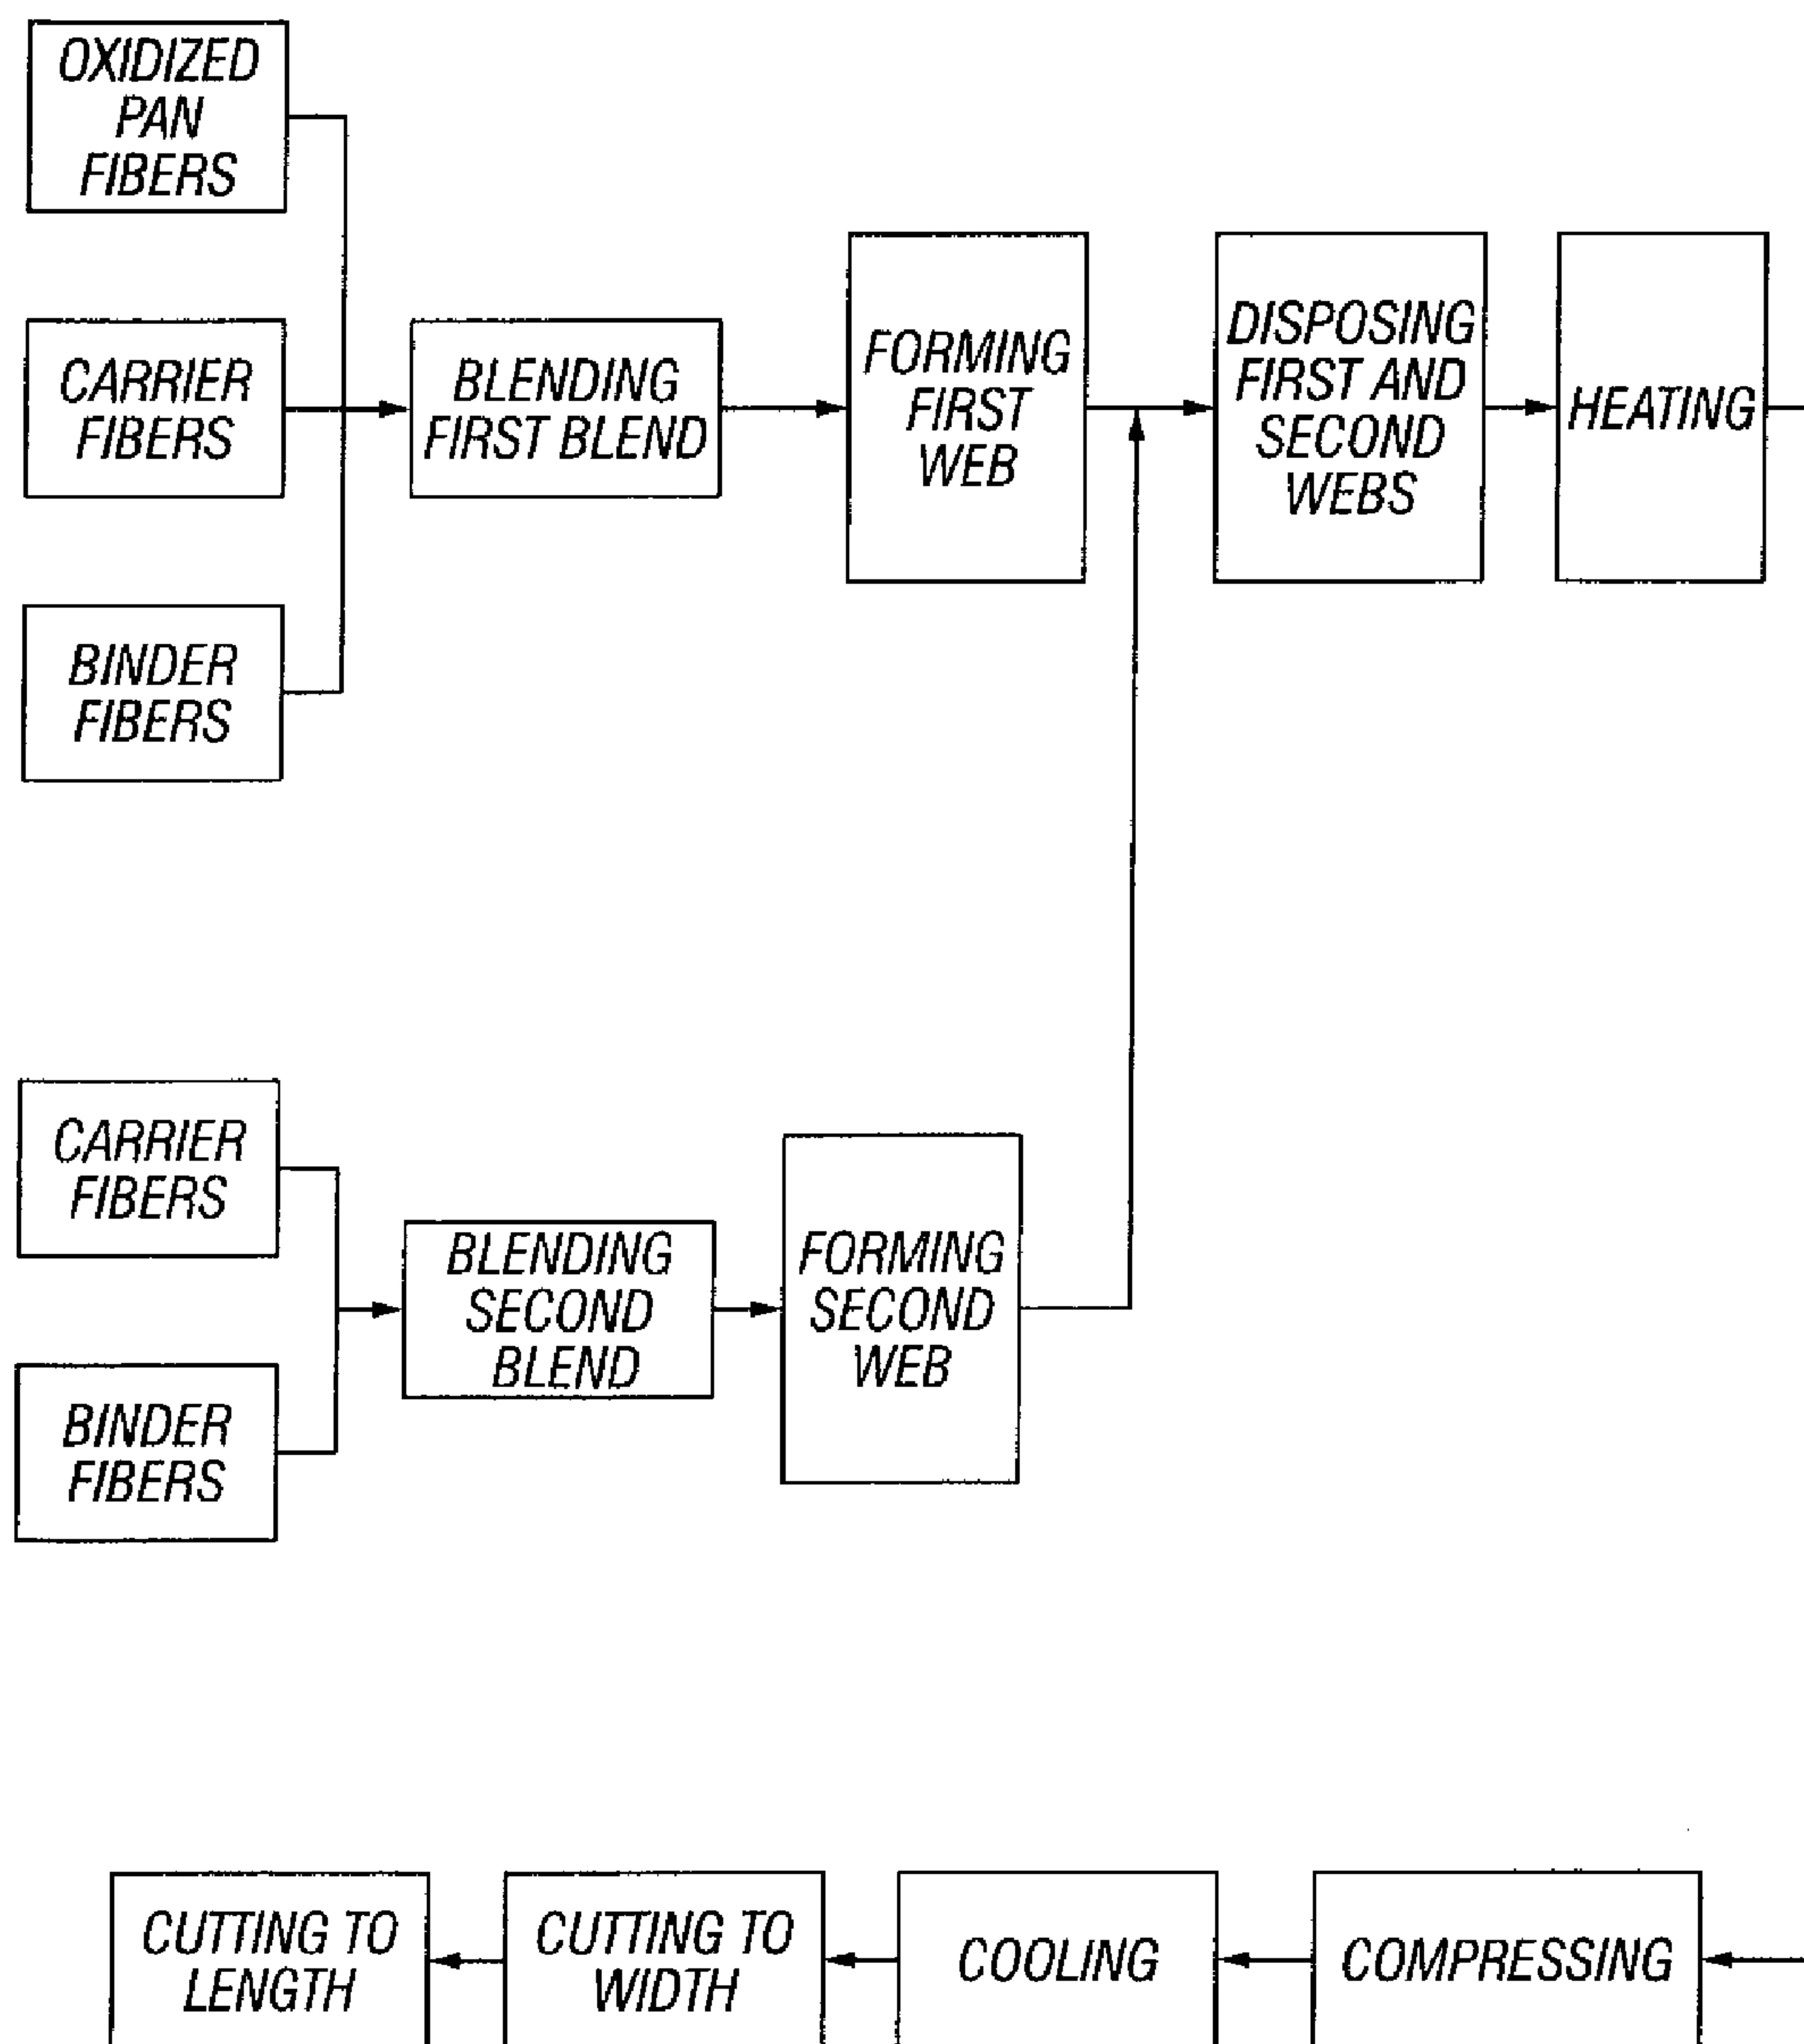 OXIDIZED
PAN
FIBERS
CARRIER
FIBERS
BINDER
FIBERS
BLENDING
FIRST BLEND
FORMING
FIRST
WEB
DISPOSING
FIRST AND
SECOND
WEBS
HEATING
CARRIER
FIBERS
BINDER
FIBERS
BLENDING
SECOND
BLEND
FORMING
SECOND
WEB
CUTTING TO
LENGTH
CUTTING TO
WIDTH
COOLING
COMPRESSING